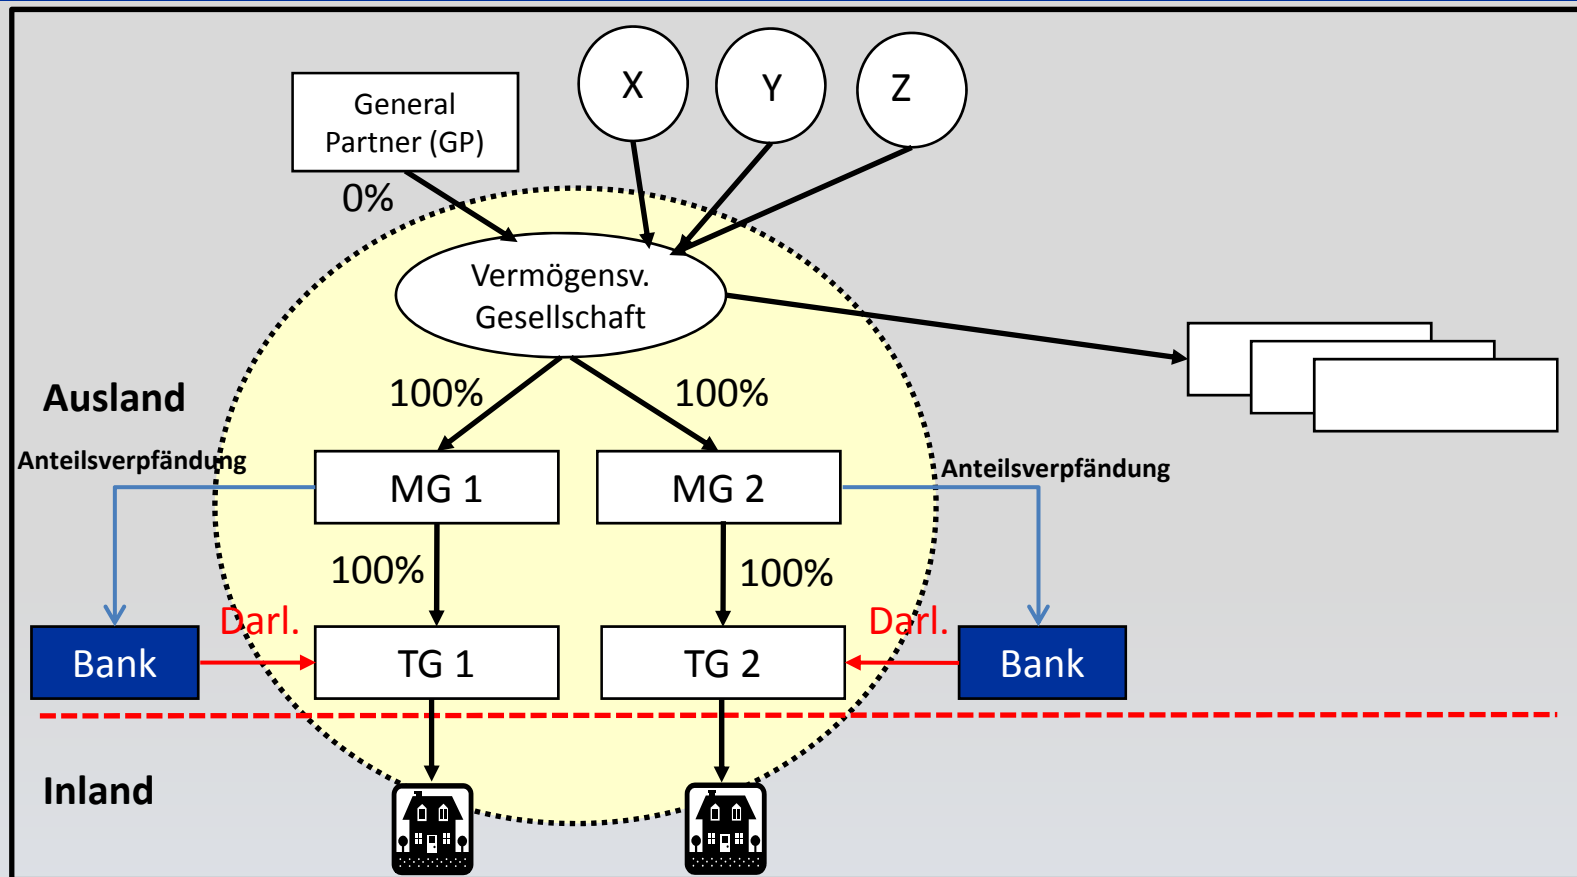 General
Partner (GP)
X
Y
Z
0%
Vermögensv.
Gesellschaft
Ausland
100%
100%
Anteilsverpfändung
Anteilsverpfändung
MG 1
MG 2
100%
100%
Darl.
Darl.
Bank
TG 1
TG 2
Bank
Inland